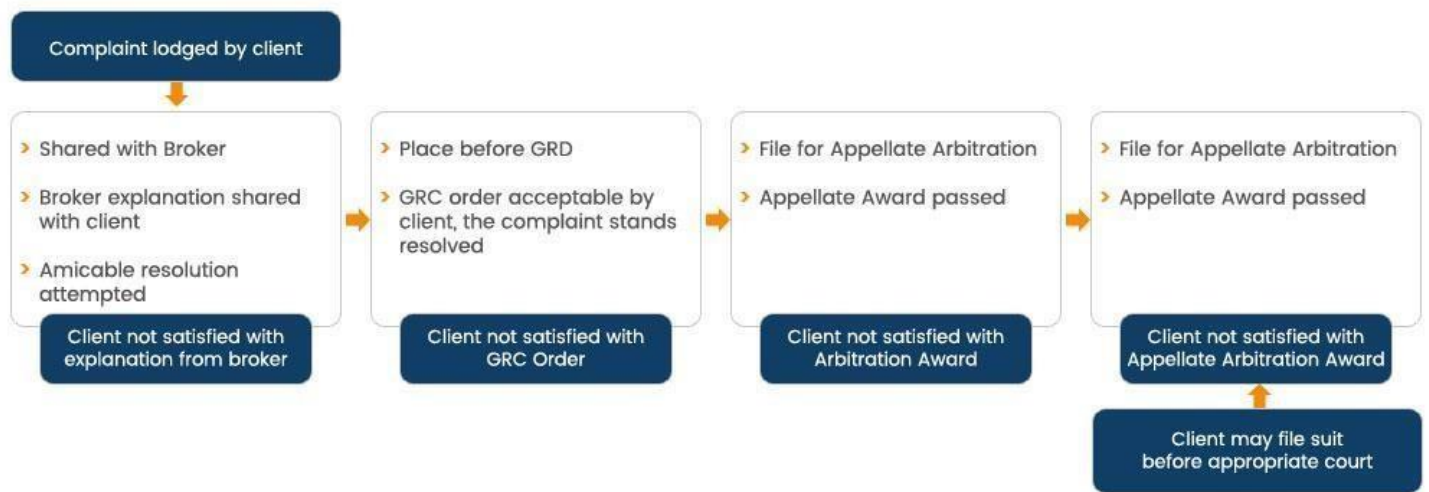 Complaint lodged by client
> Shared with Broker
> Broker explanation shared
with client
> Amicable resolution
attempted
Client not satisfied with
explanation from broker
> Place before GRD
> GRC order acceptable by
client, the complaint stands
resolved
Client not satisfied with
GRC Order
> File for Appellate Arbitration
> Appellate Award passed
Client not satisfied with
Arbitration Award
> File for Appellate Arbitration
> Appellate Award passed
Client not satisfied with
Appellate Arbitration Award
Client may file suit
before appropriate court